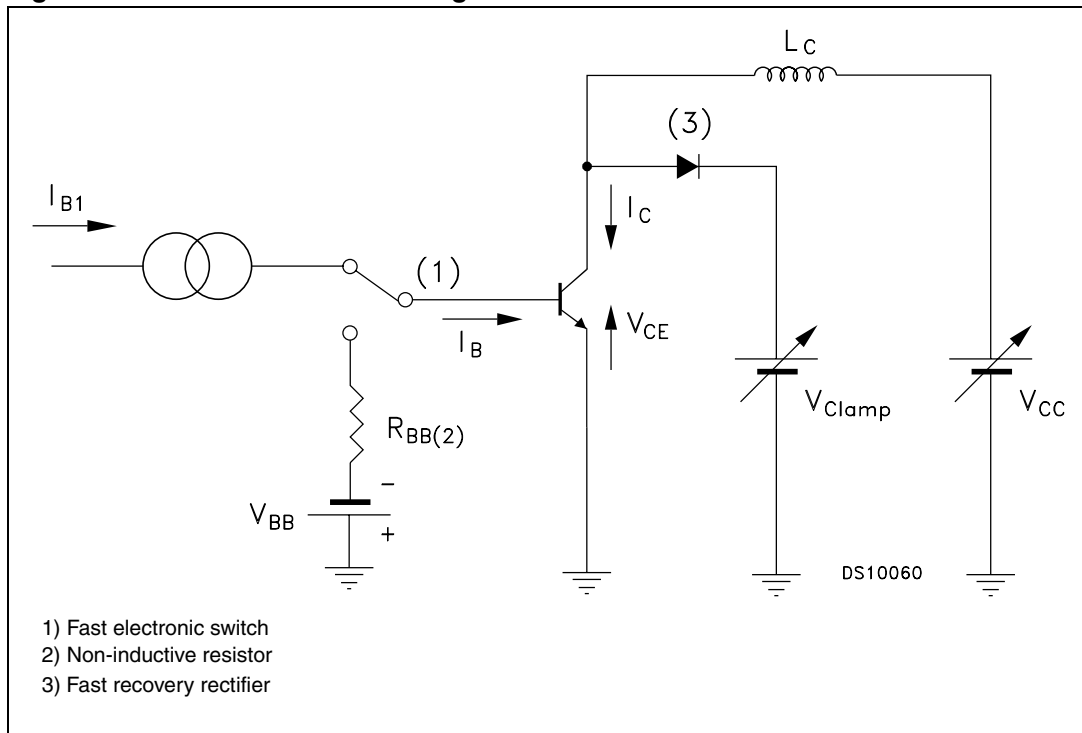 L_C
(3)
I_B1
I_C
(1)
I_B
V_CE
V_Clamp
V_CC
R_BB(2)
−
V_BB
+
DS10060
1) Fast electronic switch
2) Non-inductive resistor
3) Fast recovery rectifier